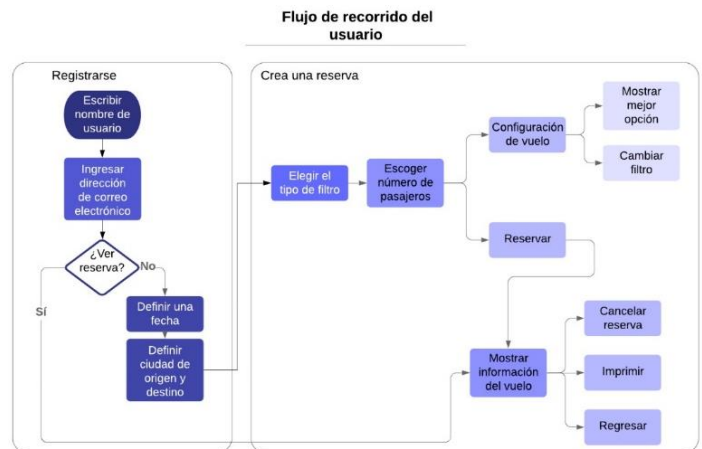 Flujo de recorrido del
usuario
Registrarse
Escribir
nombre de
usuario
Ingresar
dirección
de correo
electrónico
¿Ver
reserva?
No
Sí
Definir una
fecha
Definir
ciudad de
origen y
destino
Crea una reserva
Elegir el
tipo de filtro
Escoger
número de
pasajeros
Configuración
de vuelo
Mostrar
mejor
opción
Cambiar
filtro
Reservar
Mostrar
información
del vuelo
Cancelar
reserva
Imprimir
Regresar